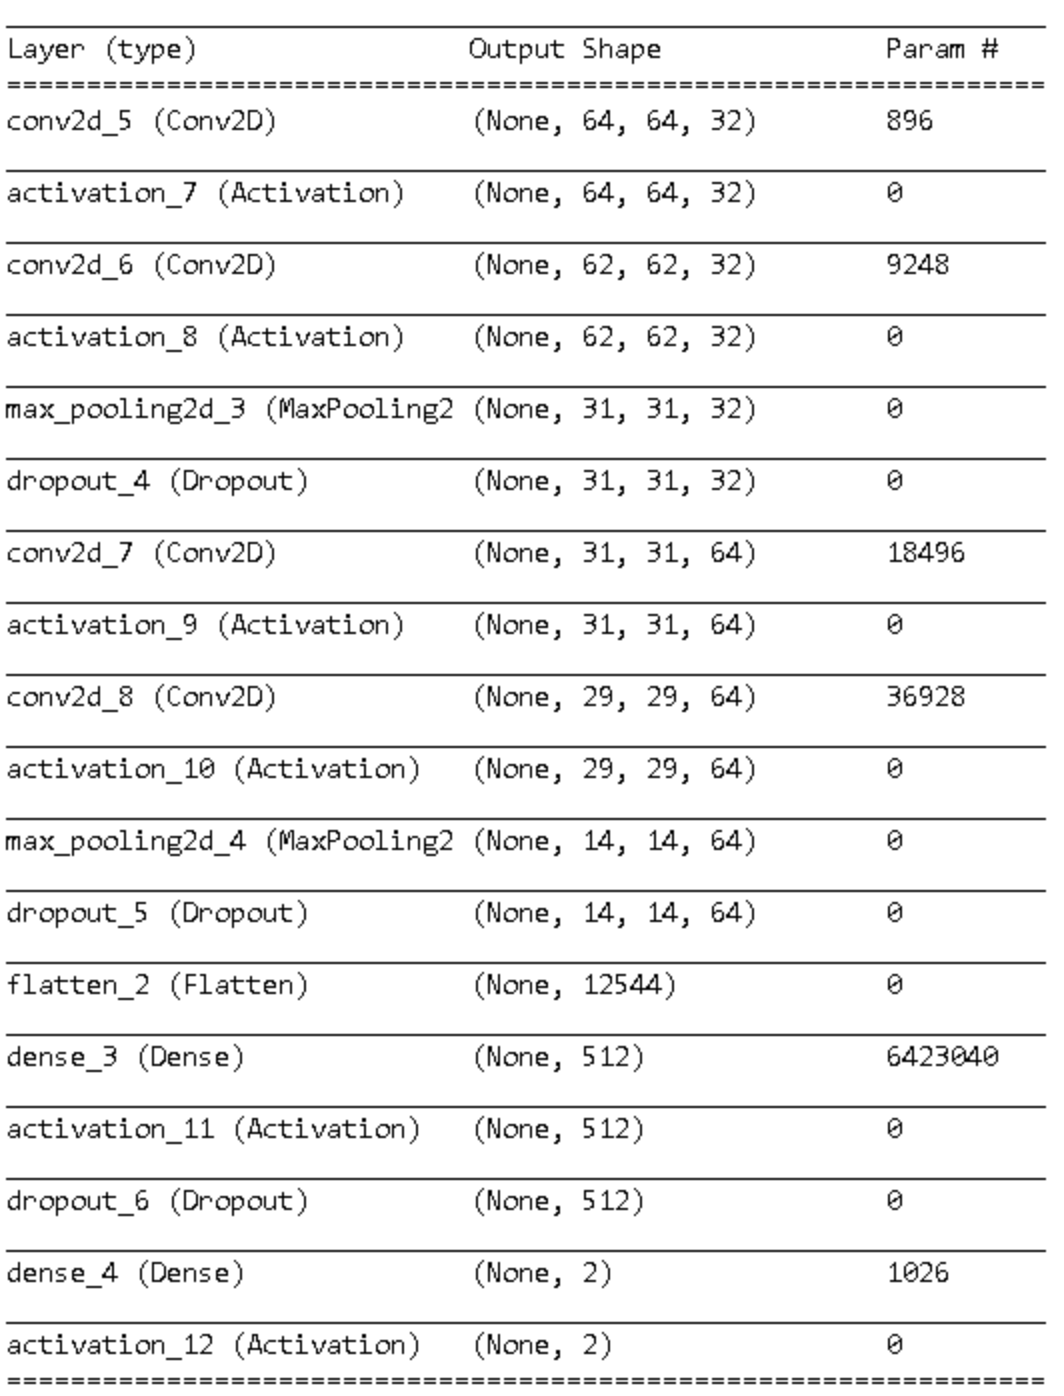 Layer (type) Output Shape Param #
=================================================================
conv2d_5 (Conv2D) (None, 64, 64, 32) 896
activation_7 (Activation) (None, 64, 64, 32) 0
conv2d_6 (Conv2D) (None, 62, 62, 32) 9248
activation_8 (Activation) (None, 62, 62, 32) 0
max_pooling2d_3 (MaxPooling2 (None, 31, 31, 32) 0
dropout_4 (Dropout) (None, 31, 31, 32) 0
conv2d_7 (Conv2D) (None, 31, 31, 64) 18496
activation_9 (Activation) (None, 31, 31, 64) 0
conv2d_8 (Conv2D) (None, 29, 29, 64) 36928
activation_10 (Activation) (None, 29, 29, 64) 0
max_pooling2d_4 (MaxPooling2 (None, 14, 14, 64) 0
dropout_5 (Dropout) (None, 14, 14, 64) 0
flatten_2 (Flatten) (None, 12544) 0
dense_3 (Dense) (None, 512) 6423040
activation_11 (Activation) (None, 512) 0
dropout_6 (Dropout) (None, 512) 0
dense_4 (Dense) (None, 2) 1026
activation_12 (Activation) (None, 2) 0
=================================================================